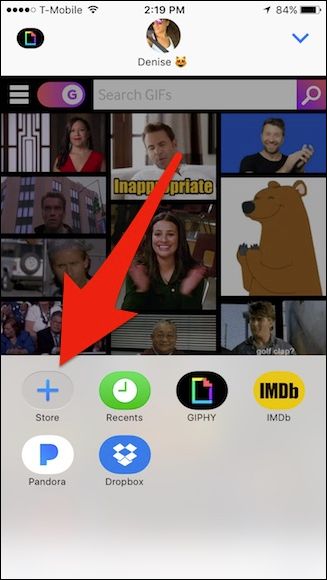 T-Mobile 2:19 PM 84%
Denise
G Search GIFs
Inappropriate
golf clap?
IMDb
Store Recents GIPHY IMDb
Pandora Dropbox